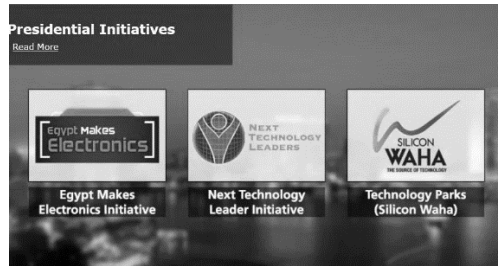 Presidential Initiatives
Read More
Egypt Makes
Electronics
NEXT
TECHNOLOGY
LEADERS
SILICON
WAHA
THE SOURCE OF TECHNOLOGY
Egypt Makes
Electronics Initiative
Next Technology
Leader Initiative
Technology Parks
(Silicon Waha)